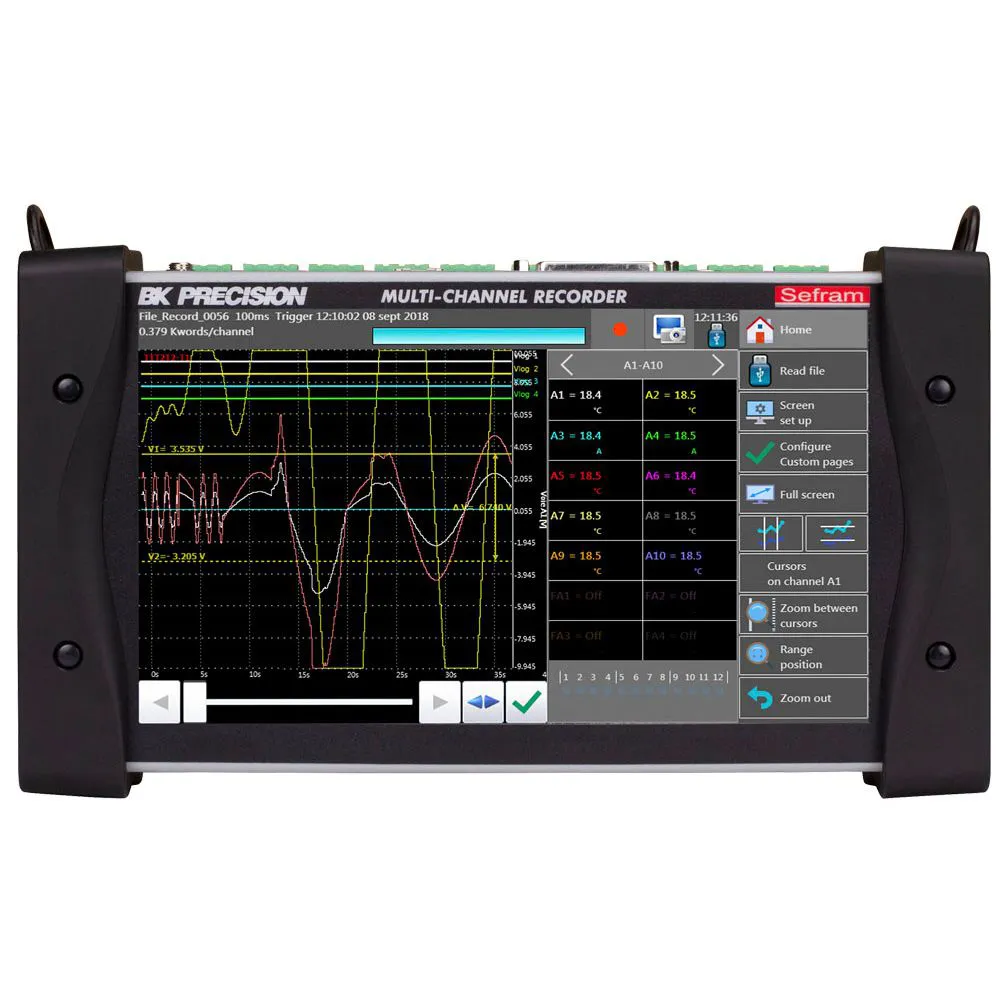 BK PRECISION
MULTI-CHANNEL RECORDER
Sefram
File_Record_0056 100ms Trigger 12:10:02 08 sept 2018
0.379 Kwords/channel
12:11:36
Home
Read file
Screen
set up
Configure
Custom pages
Full screen
Cursors
on channel A1
Zoom between
cursors
Range
position
Zoom out
A1-A10
A1 = 18.4
°C
A2 = 18.5
°C
A3 = 18.4
A
A4 = 18.5
A
A5 = 18.5
°C
A6 = 18.4
°C
A7 = 18.5
°C
A8 = 18.5
°C
A9 = 18.5
°C
A10 = 18.5
°C
FA1 = Off
FA2 = Off
FA3 = Off
FA4 = Off
1 2 3 4 5 6 7 8 9 10 11 12
Vlog 2
Vlog 4
6.055
4.055
2.055
0.055
-1.945
-3.945
-5.945
-7.945
-9.945
V1= 3.535 V
Δ V= 6.740 V
V2=- 3.205 V
0s 5s 10s 15s 20s 25s 30s 35s 4